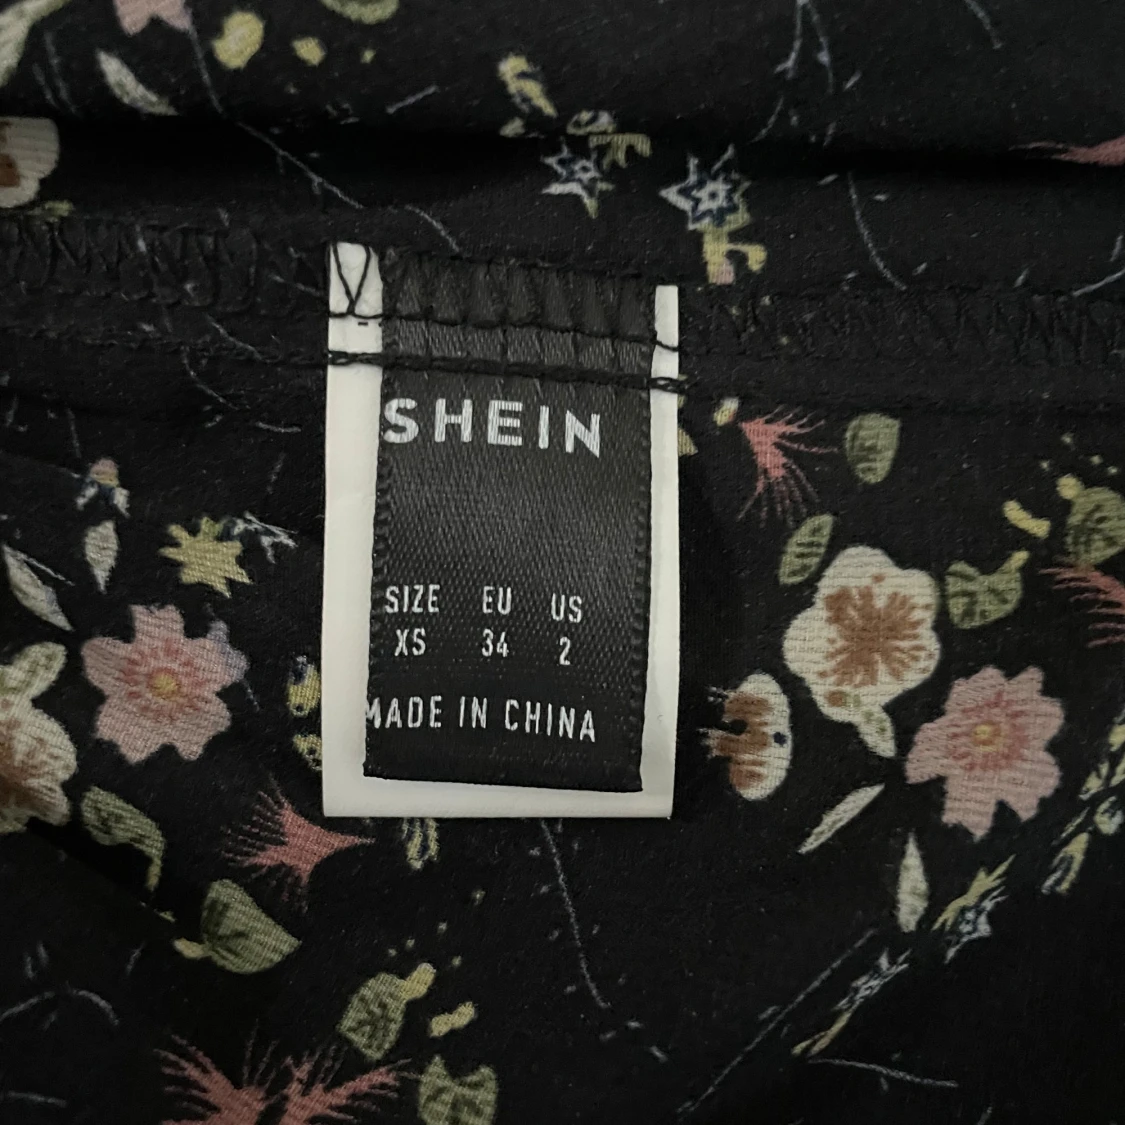 SHEIN
SIZE EU US
XS 34 2
MADE IN CHINA